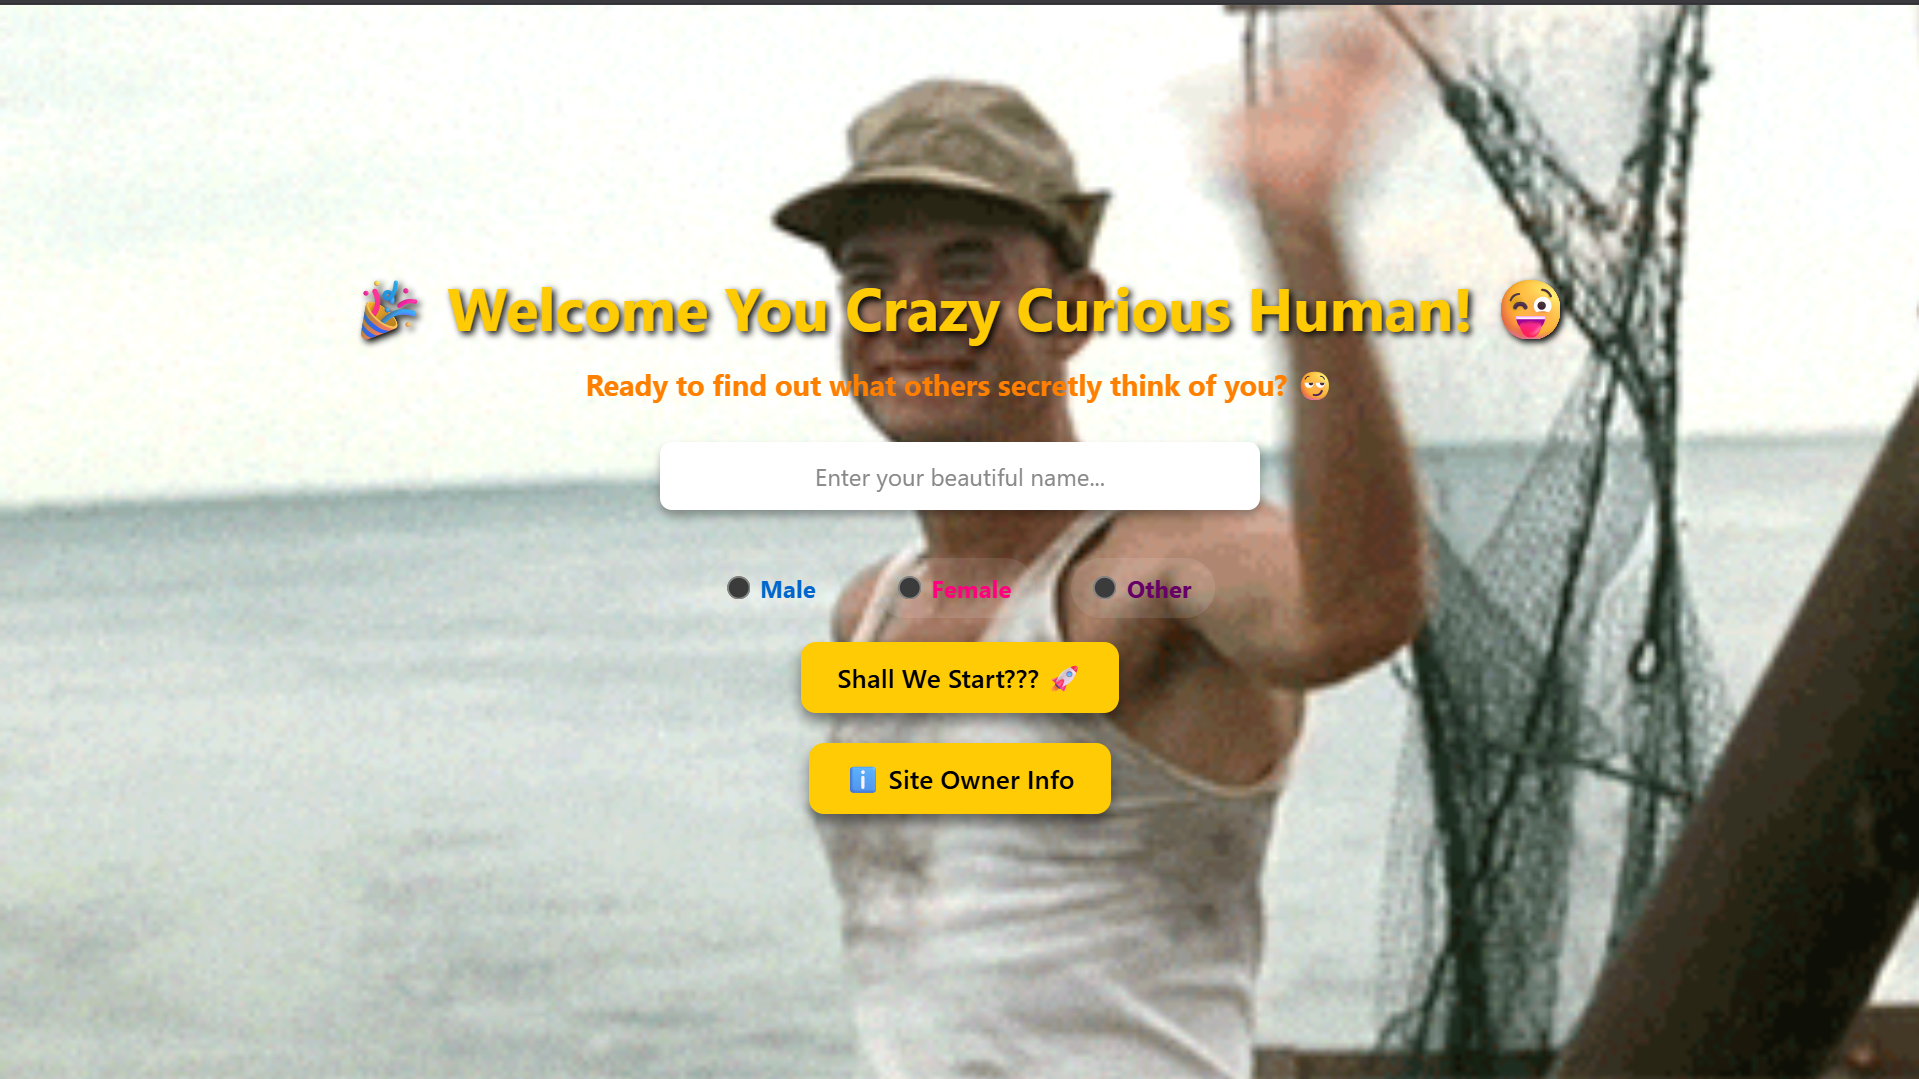 🎉 Welcome You Crazy Curious Human! 😜
Ready to find out what others secretly think of you? 😏
Enter your beautiful name...
Male
Female
Other
Shall We Start??? 🚀
ℹ️ Site Owner Info